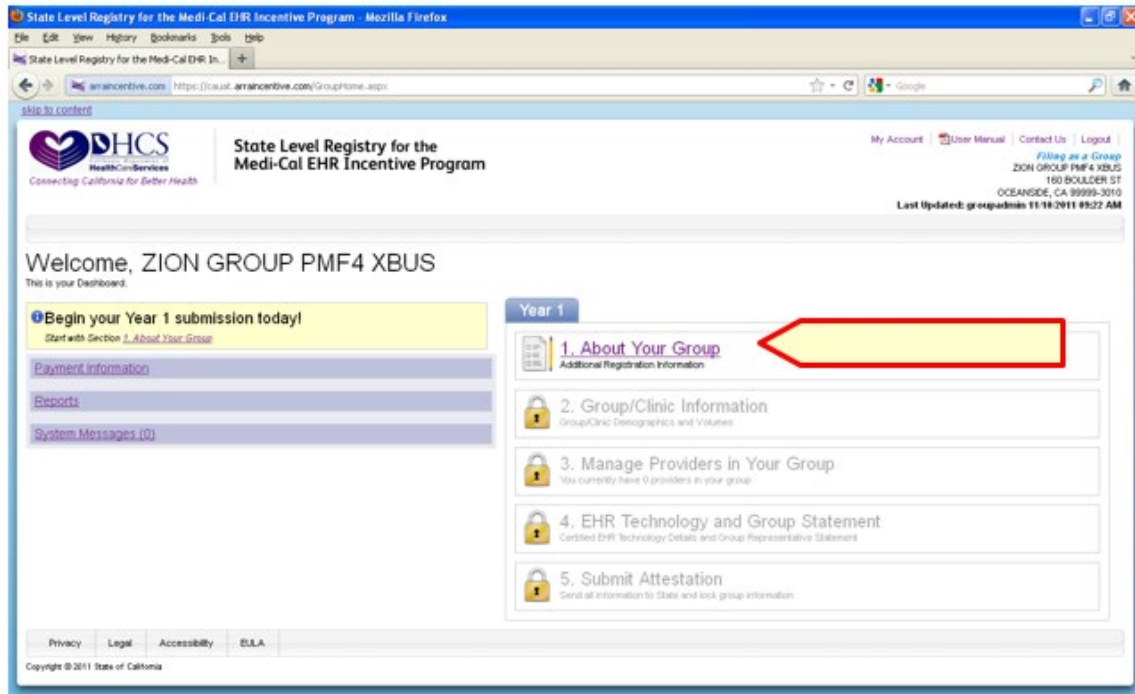 State Level Registry for the Medi-Cal EHR Incentive Program - Mozilla Firefox
File Edit View History Bookmarks Tools Help
State Level Registry for the Medi-Cal EHR In... +
arraincentive.com https://cauat.arraincentive.com/GroupHome.aspx Google
skip to content
DHCS
HealthCareServices
Connecting California for Better Health
State Level Registry for the
Medi-Cal EHR Incentive Program
My Account User Manual Contact Us Logout
Filing as a Group
ZION GROUP PMF4 XBUS
160 BOULDER ST
OCEANSIDE, CA 99999-3010
Last Updated: groupadmin 11/10/2011 09:22 AM
Welcome, ZION GROUP PMF4 XBUS
This is your Dashboard.
Begin your Year 1 submission today!
Start with Section 1. About Your Group
Payment Information
Reports
System Messages (0)
Year 1
1. About Your Group
Additional Registration Information
2. Group/Clinic Information
Group/Clinic Demographics and Volumes
3. Manage Providers in Your Group
You currently have 0 providers in your group
4. EHR Technology and Group Statement
Certified EHR Technology Details and Group Representative Statement
5. Submit Attestation
Send all information to State and lock group information
Privacy Legal Accessibility EULA
Copyright © 2011 State of California